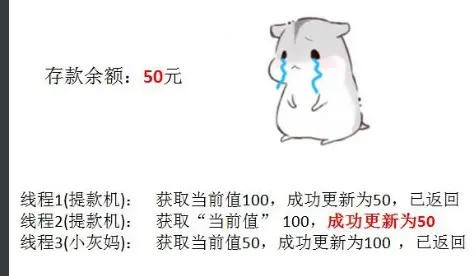 存款余额：50元
线程1(提款机)： 获取当前值100，成功更新为50，已返回
线程2(提款机)： 获取“当前值” 100，成功更新为50
线程3(小灰妈)： 获取当前值50，成功更新为100 ，已返回